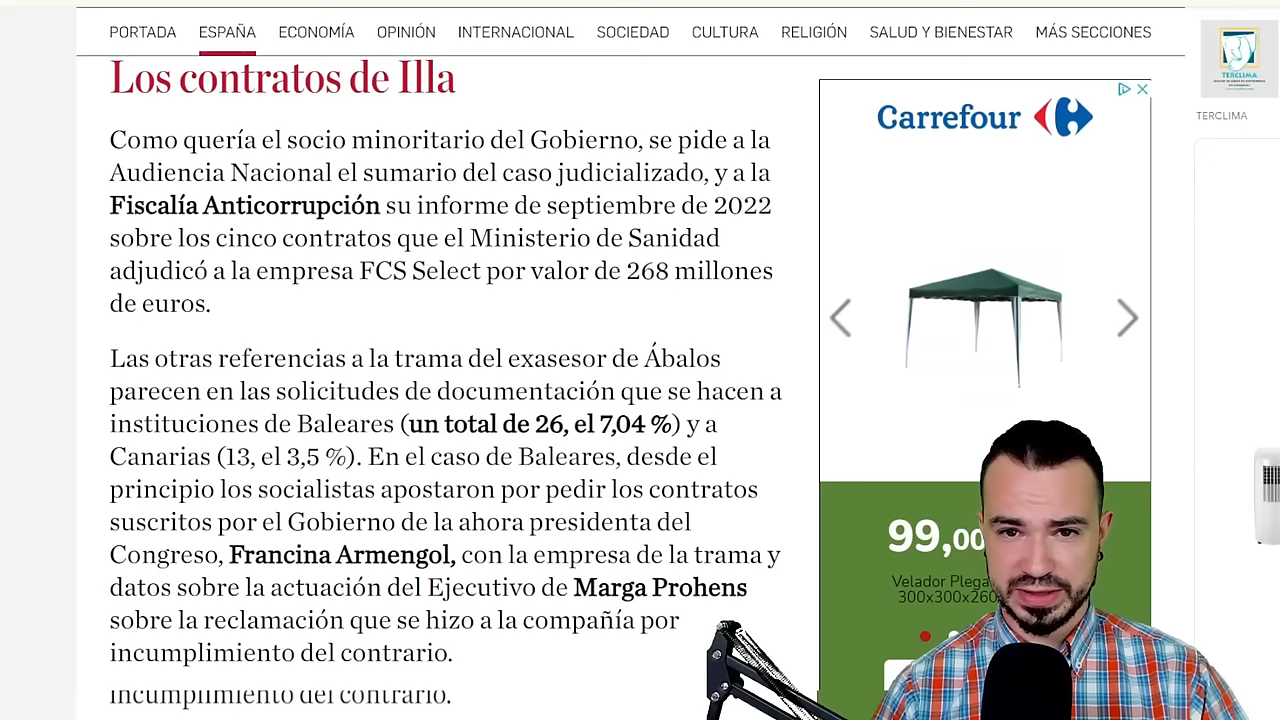 PORTADA ESPAÑA ECONOMÍA OPINIÓN INTERNACIONAL SOCIEDAD CULTURA RELIGIÓN SALUD Y BIENESTAR MÁS SECCIONES
Los contratos de Illa
Como quería el socio minoritario del Gobierno, se pide a la
Audiencia Nacional el sumario del caso judicializado, y a la
Fiscalía Anticorrupción su informe de septiembre de 2022
sobre los cinco contratos que el Ministerio de Sanidad
adjudicó a la empresa FCS Select por valor de 268 millones
de euros.
Las otras referencias a la trama del exasesor de Ábalos
parecen en las solicitudes de documentación que se hacen a
instituciones de Baleares (un total de 26, el 7,04 %) y a
Canarias (13, el 3,5 %). En el caso de Baleares, desde el
principio los socialistas apostaron por pedir los contratos
suscritos por el Gobierno de la ahora presidenta del
Congreso, Francina Armengol, con la empresa de la trama y
datos sobre la actuación del Ejecutivo de Marga Prohens
sobre la reclamación que se hizo a la compañía por
incumplimiento del contrario.
incumplimiento del contrario.
Carrefour
99,00
Velador Plega
300x300x260
TERCLIMA
TERCLIMA